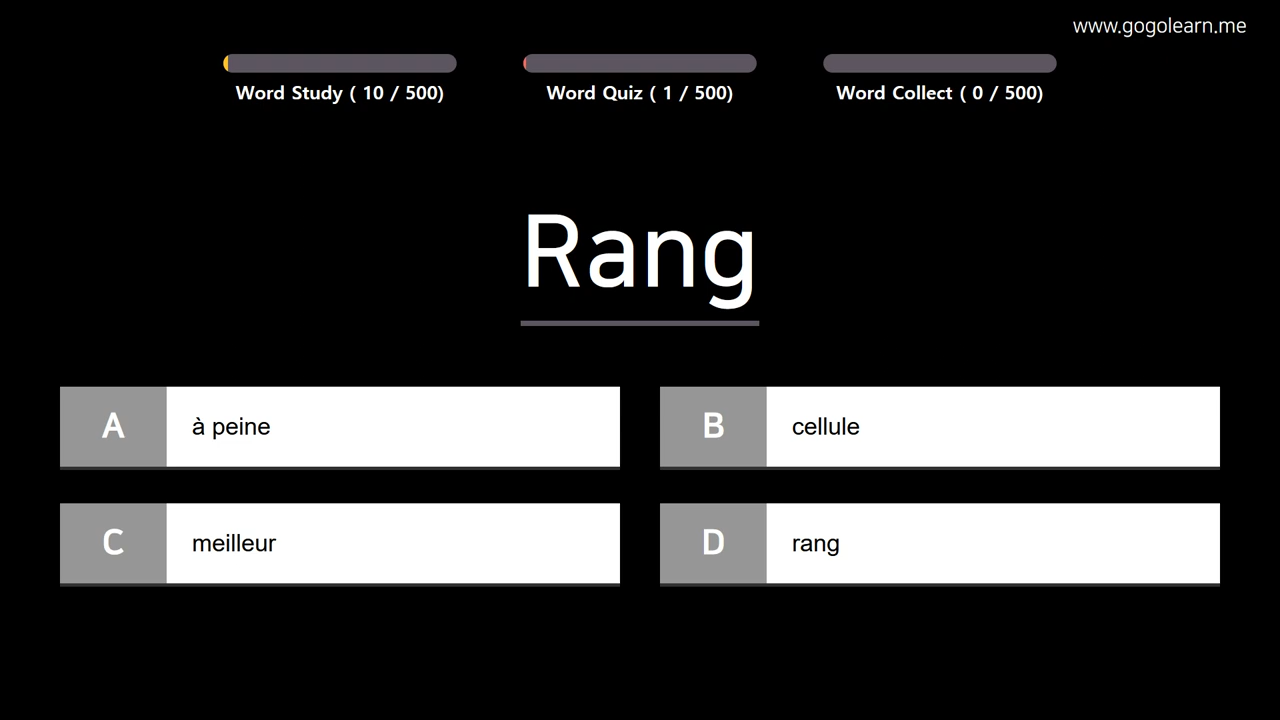 www.gogolearn.me
Word Study ( 10 / 500)
Word Quiz ( 1 / 500)
Word Collect ( 0 / 500)
Rang
A à peine
B cellule
C meilleur
D rang